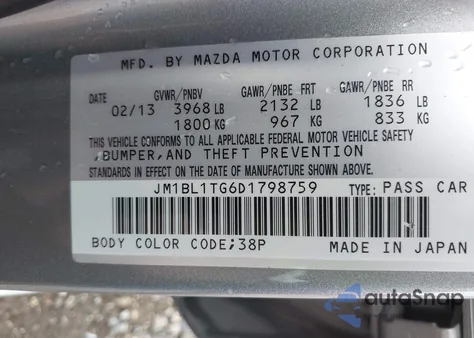 MFD. BY MAZDA MOTOR CORPORATION
DATE GVWR/PNBV GAWR/PNBE FRT GAWR/PNBE RR
02/13 3968 LB 2132 LB 1836 LB
1800 KG 967 KG 833 KG
THIS VEHICLE CONFORMS TO ALL APPLICABLE FEDERAL MOTOR VEHICLE SAFETY
,BUMPER,AND THEFT PREVENTION
STANDARDS IN EFFECT ON THE DATE OF MANUFACTURE SHOWN ABOVE.
JM1BL1TG6D1798759 TYPE: PASS CAR
BODY COLOR CODE;38P MADE IN JAPAN
autoSnap